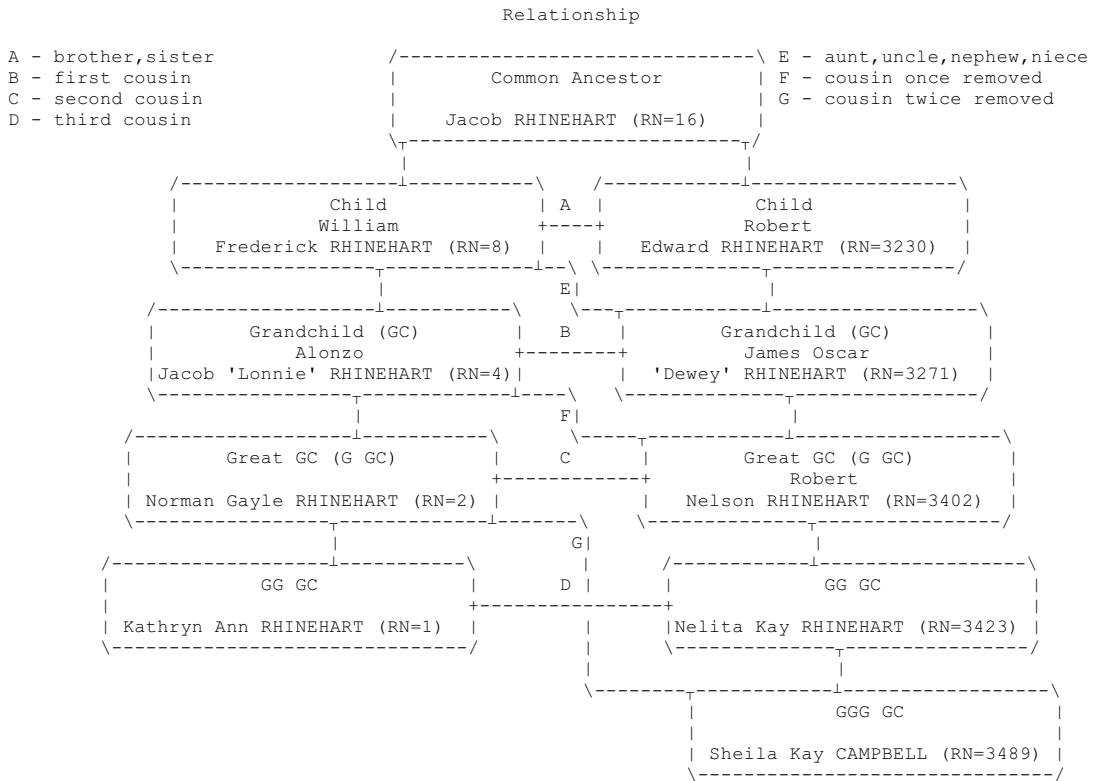 Relationship
A - brother,sister
B - first cousin
C - second cousin
D - third cousin
E - aunt,uncle,nephew,niece
F - cousin once removed
G - cousin twice removed
Common Ancestor
Jacob RHINEHART (RN=16)
Child
William
Frederick RHINEHART (RN=8)
A
Child
Robert
Edward RHINEHART (RN=3230)
E
Grandchild (GC)
Alonzo
Jacob 'Lonnie' RHINEHART (RN=4)
B
Grandchild (GC)
James Oscar
'Dewey' RHINEHART (RN=3271)
F
Great GC (G GC)
Norman Gayle RHINEHART (RN=2)
C
Great GC (G GC)
Robert
Nelson RHINEHART (RN=3402)
G
GG GC
Kathryn Ann RHINEHART (RN=1)
D
GG GC
Nelita Kay RHINEHART (RN=3423)
GGG GC
Sheila Kay CAMPBELL (RN=3489)